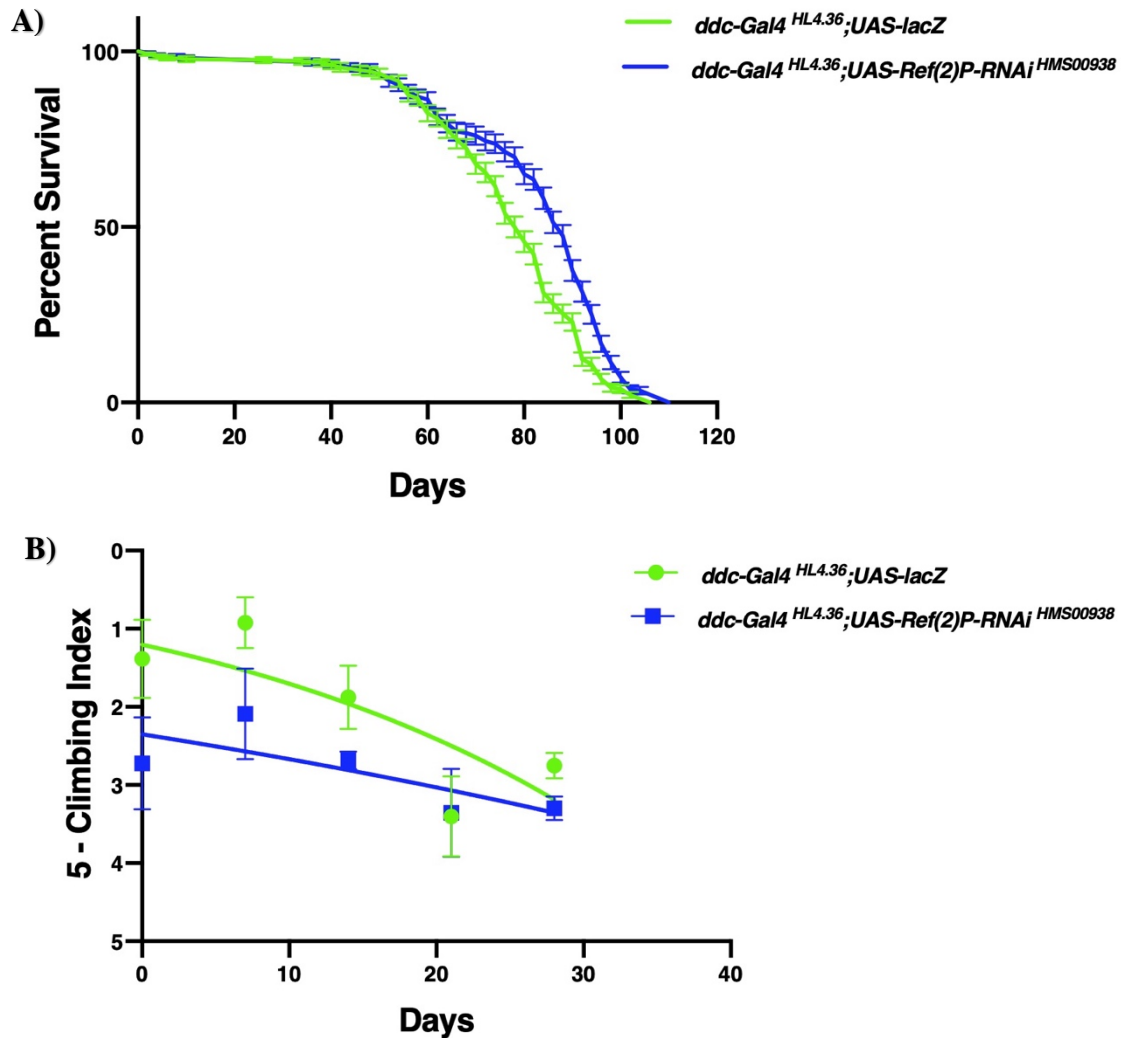 A)
ddc-Gal4 HL4.36;UAS-lacZ
ddc-Gal4 HL4.36;UAS-Ref(2)P-RNAi HMS00938
Percent Survival
100
50
0
0 20 40 60 80 100 120
Days
B)
ddc-Gal4 HL4.36;UAS-lacZ
ddc-Gal4 HL4.36;UAS-Ref(2)P-RNAi HMS00938
5 - Climbing Index
0
1
2
3
4
5
0 10 20 30 40
Days